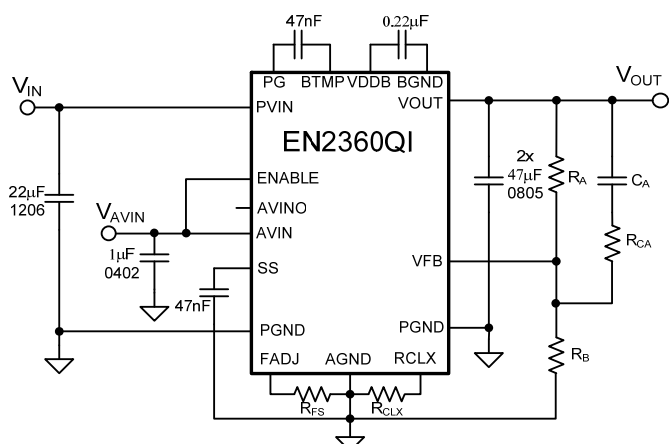 47nF
0.22µF
PG
BTMP
VDDB
BGND
VIN
PVIN
VOUT
VOUT
EN2360QI
22µF
1206
ENABLE
AVINO
VAVIN
AVIN
1µF
0402
SS
47nF
2x
47µF
0805
RA
CA
RCA
VFB
PGND
PGND
RB
FADJ
AGND
RCLX
RFS
RCLX